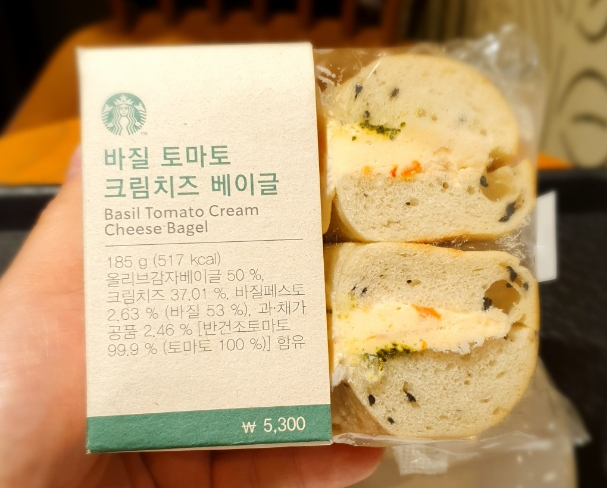 바질 토마토
크림치즈 베이글
Basil Tomato Cream
Cheese Bagel
185 g (517 kcal)
올리브감자베이글 50 %,
크림치즈 37.01 %, 바질페스토
2.63 % (바질 53 %), 과·채가
공품 2.46 % [반건조토마토
99.9 % (토마토 100 %)] 함유
₩ 5,300